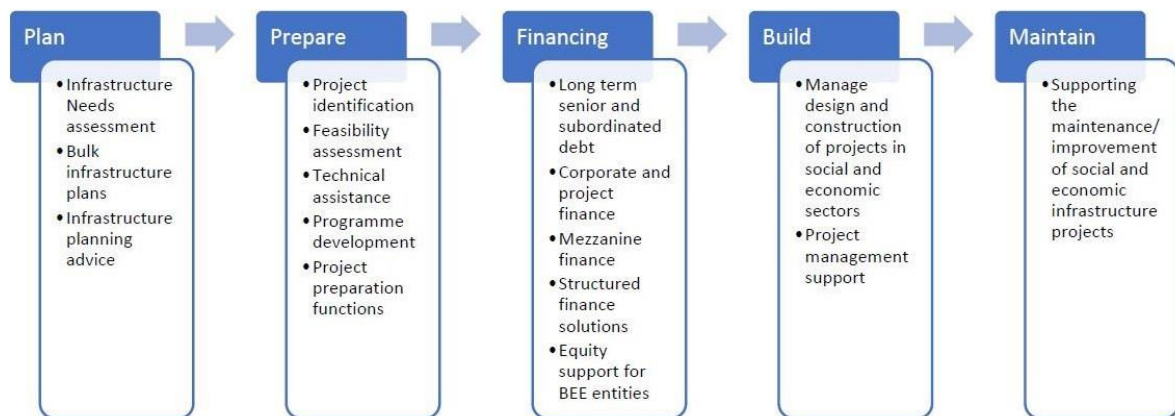 Plan
• Infrastructure
Needs
assessment
• Bulk
infrastructure
plans
• Infrastructure
planning
advice
Prepare
• Project
identification
• Feasibility
assessment
• Technical
assistance
• Programme
development
• Project
preparation
functions
Financing
• Long term
senior and
subordinated
debt
• Corporate and
project
finance
• Mezzanine
finance
• Structured
finance
solutions
• Equity
support for
BEE entities
Build
• Manage
design and
construction
of projects in
social and
economic
sectors
• Project
management
support
Maintain
• Supporting
the
maintenance/
improvement
of social and
economic
infrastructure
projects